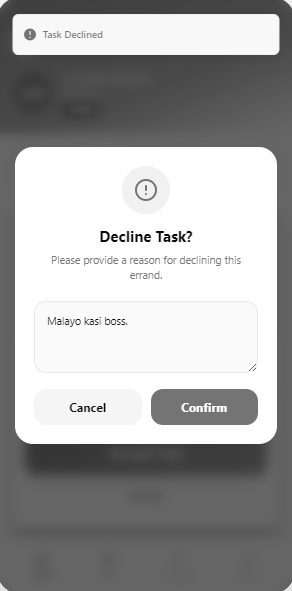 Task Declined
Decline Task?
Please provide a reason for declining this
errand.
Malayo kasi boss.
Cancel
Confirm